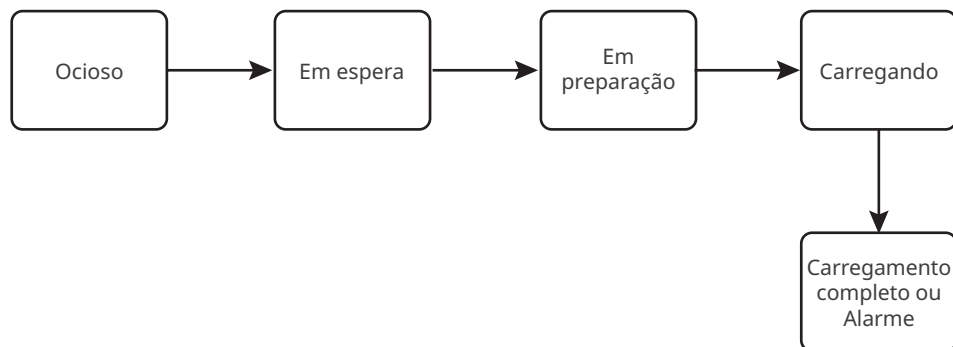 Ocioso
Em espera
Em
preparação
Carregando
Carregamento
completo ou
Alarme